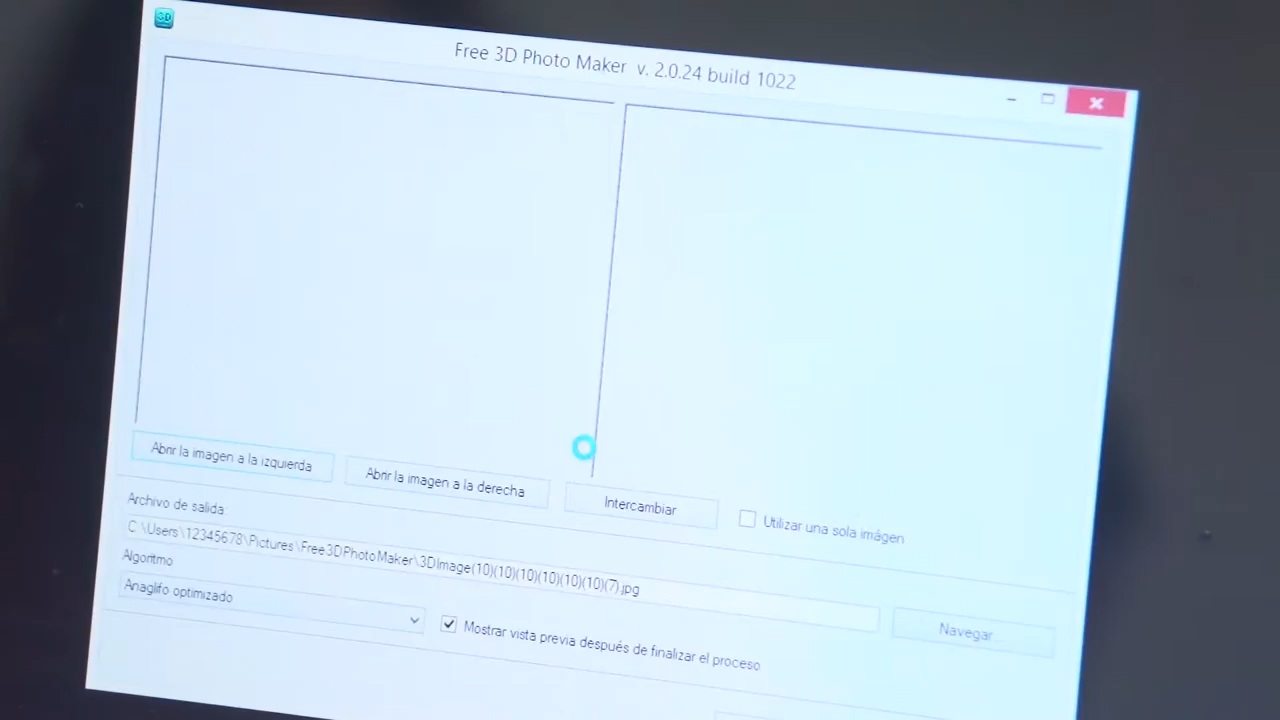 3D
Free 3D Photo Maker v. 2.0.24 build 1022
Abrir la imagen a la izquierda
Abrir la imagen a la derecha
Intercambiar
Utilizar una sola imágen
Archivo de salida:
C:\Users\12345678\Pictures\Free3DPhotoMaker\3DImage(10)(10)(10)(10)(10)(10)(7).jpg
Navegar...
Algoritmo
Anaglifo optimizado
Mostrar vista previa después de finalizar el proceso